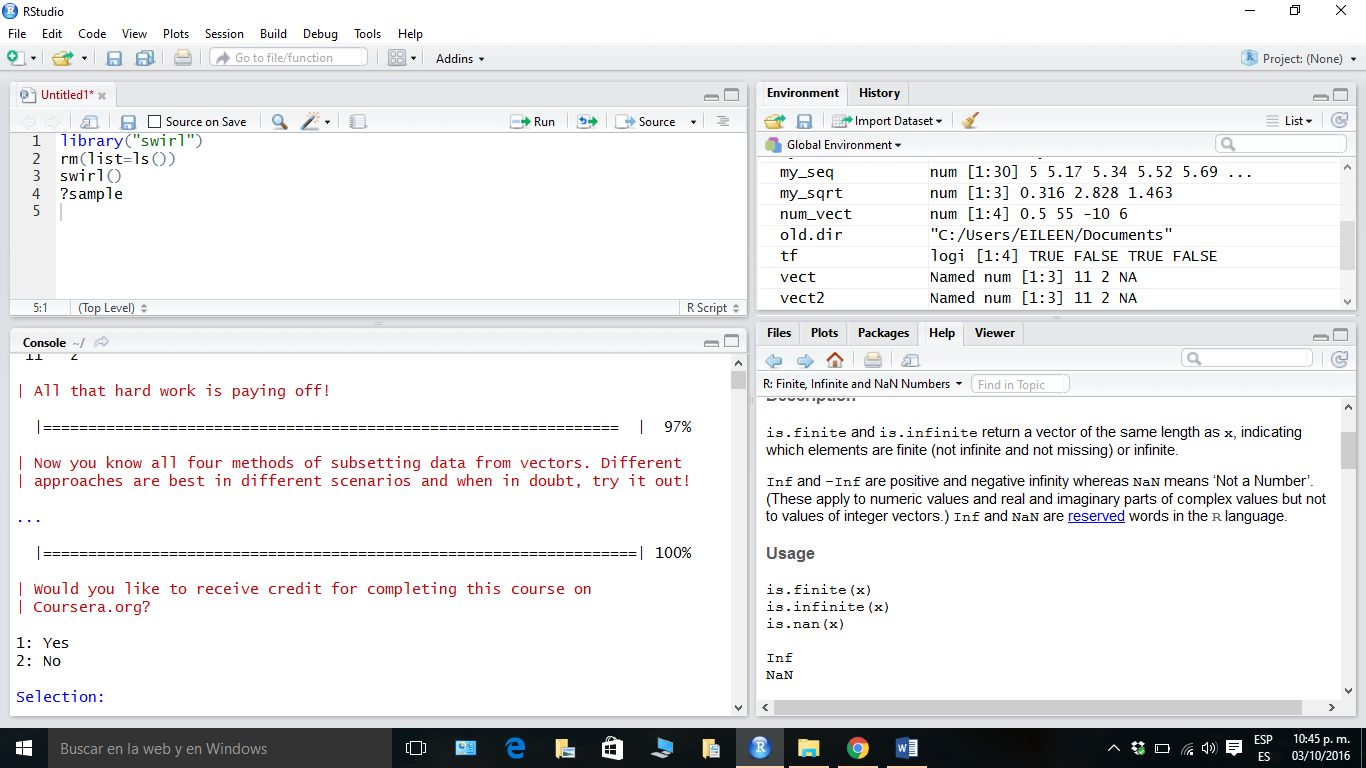 RStudio
File Edit Code View Plots Session Build Debug Tools Help
Go to file/function Addins Project: (None)
Untitled1*
Source on Save Run Source
1 library("swirl")
2 rm(list=ls())
3 swirl()
4 ?sample
5
5:1 (Top Level) R Script
Console ~/
11 2
| All that hard work is paying off!
|================================================================ | 97%
| Now you know all four methods of subsetting data from vectors. Different
| approaches are best in different scenarios and when in doubt, try it out!
...
|==================================================================| 100%
| Would you like to receive credit for completing this course on
| Coursera.org?
1: Yes
2: No
Selection:
Environment History
Import Dataset List
Global Environment
my_seq num [1:30] 5 5.17 5.34 5.52 5.69 ...
my_sqrt num [1:3] 0.316 2.828 1.463
num_vect num [1:4] 0.5 55 -10 6
old.dir "C:/Users/EILEEN/Documents"
tf logi [1:4] TRUE FALSE TRUE FALSE
vect Named num [1:3] 11 2 NA
vect2 Named num [1:3] 11 2 NA
Files Plots Packages Help Viewer
R: Finite, Infinite and NaN Numbers Find in Topic
Description
is.finite and is.infinite return a vector of the same length as x, indicating
which elements are finite (not infinite and not missing) or infinite.
Inf and -Inf are positive and negative infinity whereas NaN means ‘Not a Number’.
(These apply to numeric values and real and imaginary parts of complex values but not
to values of integer vectors.) Inf and NaN are reserved words in the R language.
Usage
is.finite(x)
is.infinite(x)
is.nan(x)
Inf
NaN
Buscar en la web y en Windows
ESP
ES
10:45 p. m.
03/10/2016